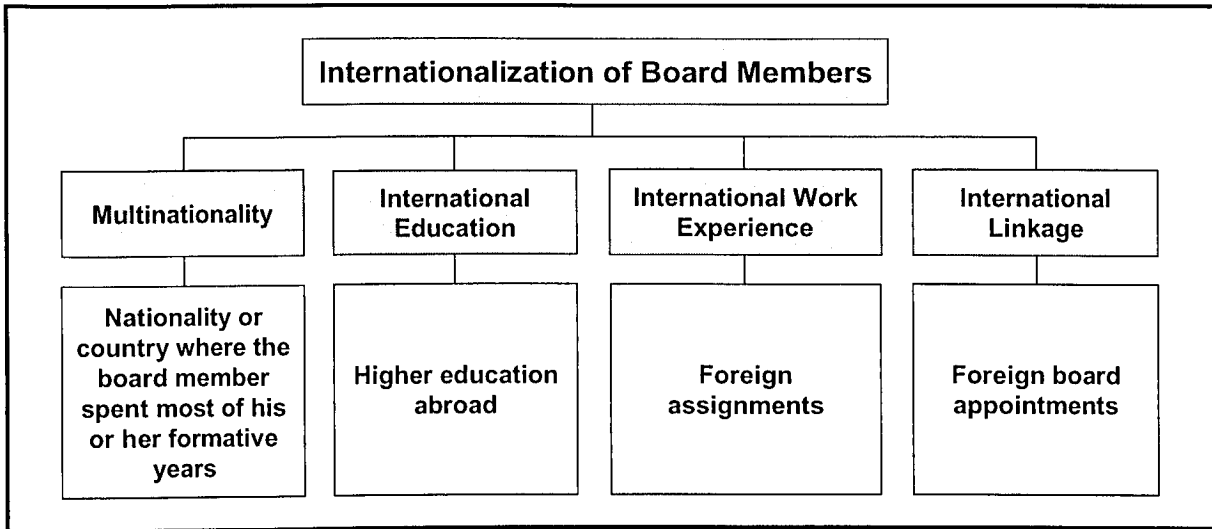 Internationalization of Board Members
Multinationality
International
Education
International Work
Experience
International
Linkage
Nationality or
country where the
board member
spent most of his
or her formative
years
Higher education
abroad
Foreign
assignments
Foreign board
appointments